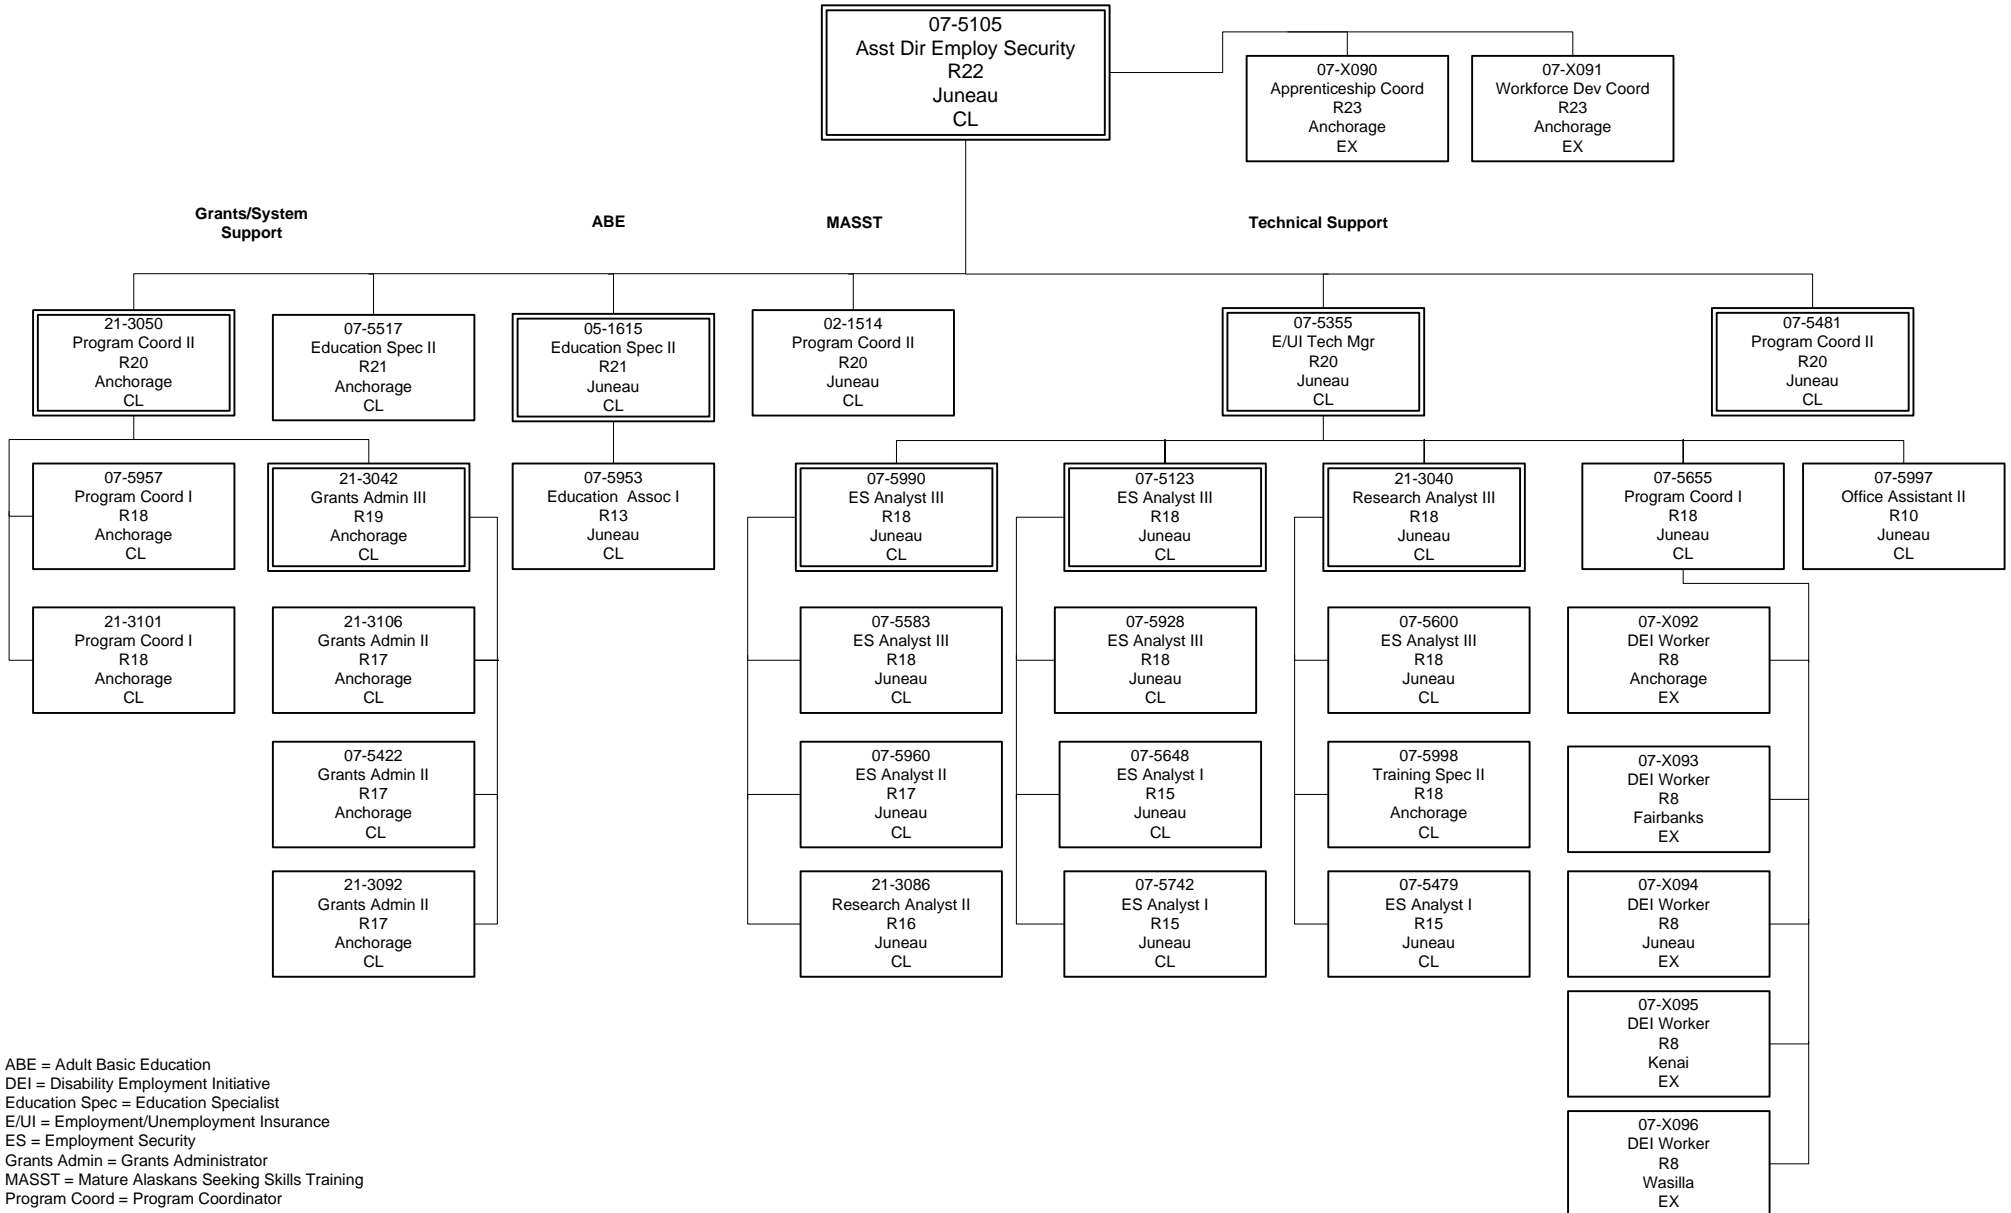 07-5105
Asst Dir Employ Security
R22
Juneau
CL
07-X090
Apprenticeship Coord
R23
Anchorage
EX
07-X091
Workforce Dev Coord
R23
Anchorage
EX
Grants/System
Support
ABE
MASST
Technical Support
21-3050
Program Coord II
R20
Anchorage
CL
07-5517
Education Spec II
R21
Anchorage
CL
05-1615
Education Spec II
R21
Juneau
CL
02-1514
Program Coord II
R20
Juneau
CL
07-5355
E/UI Tech Mgr
R20
Juneau
CL
07-5481
Program Coord II
R20
Juneau
CL
07-5957
Program Coord I
R18
Anchorage
CL
21-3042
Grants Admin III
R19
Anchorage
CL
07-5953
Education  Assoc I
R13
Juneau
CL
07-5990
ES Analyst III
R18
Juneau
CL
07-5123
ES Analyst III
R18
Juneau
CL
21-3040
Research Analyst III
R18
Juneau
CL
07-5655
Program Coord I
R18
Juneau
CL
07-5997
Office Assistant II
R10
Juneau
CL
21-3101
Program Coord I
R18
Anchorage
CL
21-3106
Grants Admin II
R17
Anchorage
CL
07-5583
ES Analyst III
R18
Juneau
CL
07-5928
ES Analyst III
R18
Juneau
CL
07-5600
ES Analyst III
R18
Juneau
CL
07-X092
DEI Worker
R8
Anchorage
EX
07-5422
Grants Admin II
R17
Anchorage
CL
07-5960
ES Analyst II
R17
Juneau
CL
07-5648
ES Analyst I
R15
Juneau
CL
07-5998
Training Spec II
R18
Anchorage
CL
07-X093
DEI Worker
R8
Fairbanks
EX
21-3092
Grants Admin II
R17
Anchorage
CL
21-3086
Research Analyst II
R16
Juneau
CL
07-5742
ES Analyst I
R15
Juneau
CL
07-5479
ES Analyst I
R15
Juneau
CL
07-X094
DEI Worker
R8
Juneau
EX
07-X095
DEI Worker
R8
Kenai
EX
07-X096
DEI Worker
R8
Wasilla
EX
ABE = Adult Basic Education
DEI = Disability Employment Initiative
Education Spec = Education Specialist
E/UI = Employment/Unemployment Insurance
ES = Employment Security
Grants Admin = Grants Administrator
MASST = Mature Alaskans Seeking Skills Training
Program Coord = Program Coordinator